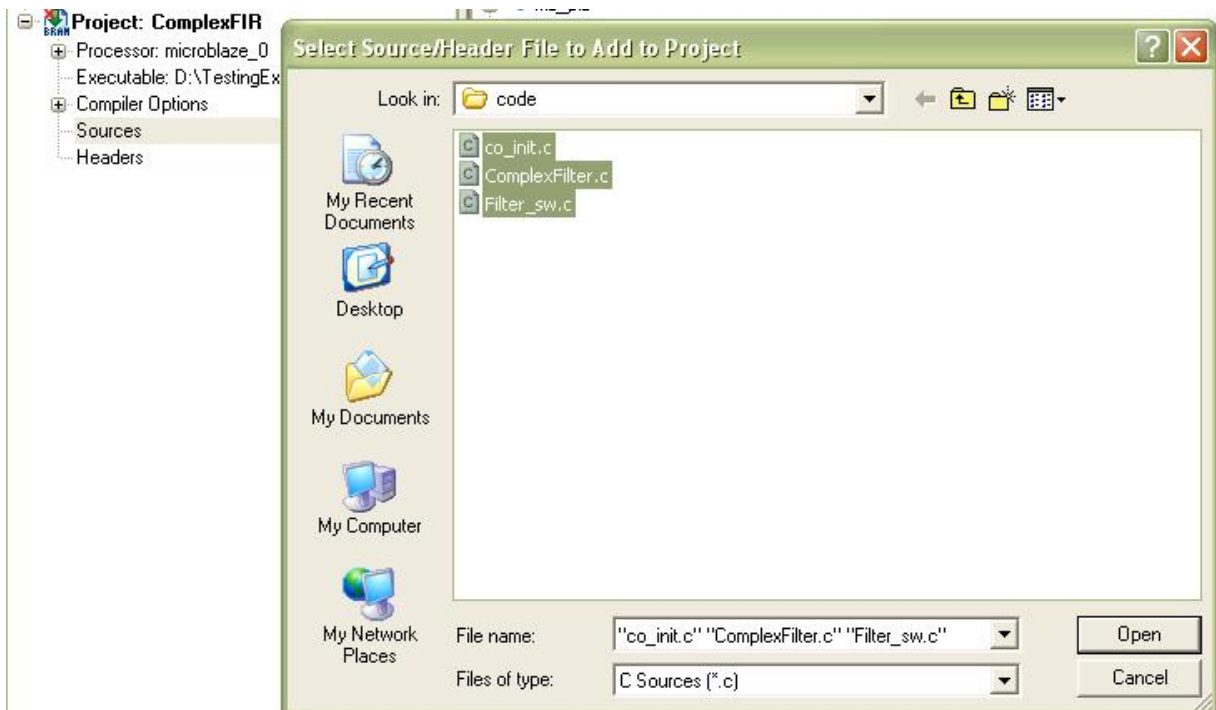 Project: ComplexFIR
BRAM
Processor: microblaze_0
Executable: D:\TestingEx
Compiler Options
Sources
Headers
Select Source/Header File to Add to Project
Look in: code
co_init.c
ComplexFilter.c
Filter_sw.c
My Recent
Documents
Desktop
My Documents
My Computer
My Network
Places
File name: "co_init.c" "ComplexFilter.c" "Filter_sw.c"
Open
Files of type: C Sources (*.c)
Cancel